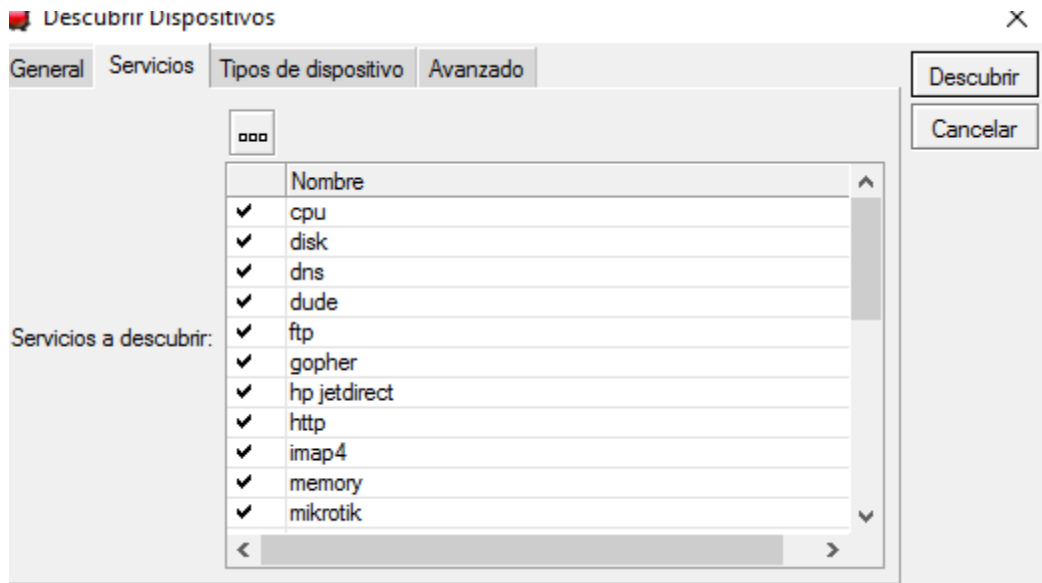 Descubrir Dispositivos
General Servicios Tipos de dispositivo Avanzado
Descubrir
Cancelar
Nombre
cpu
disk
dns
dude
Servicios a descubrir:
ftp
gopher
hp jetdirect
http
imap4
memory
mikrotik